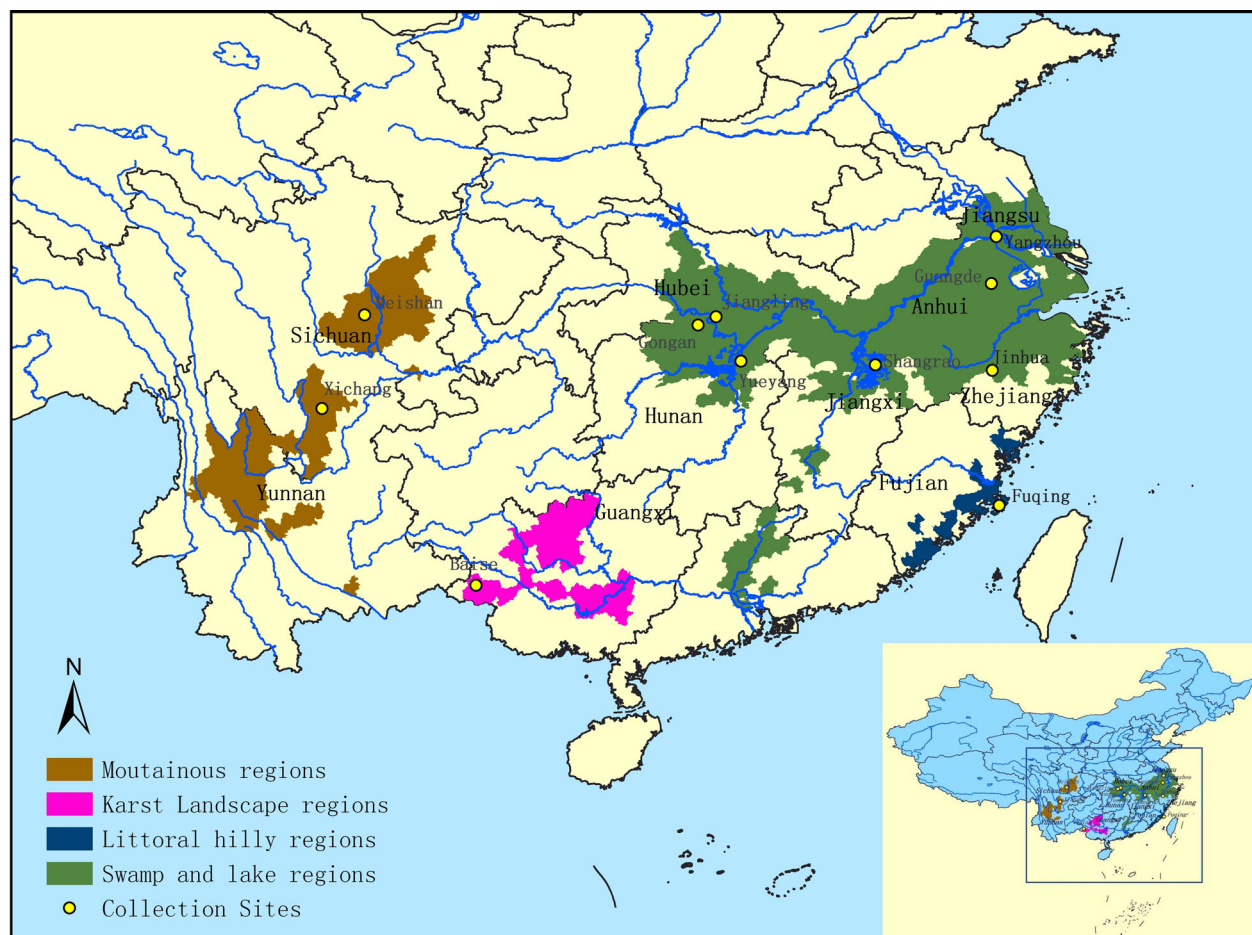 Jiangsu
Yangzhou
Guangde
Anhui
Hubei
Jiangling
Gongan
Meishan
Sichuan
Shangrao
Jinhua
Yueyang
Zhejiang
Jiangxi
Hunan
Xichang
Yunnan
Fujian
Fuqing
Guangxi
Baise
N
Moutainous regions
Karst Landscape regions
Littoral hilly regions
Swamp and lake regions
Collection Sites